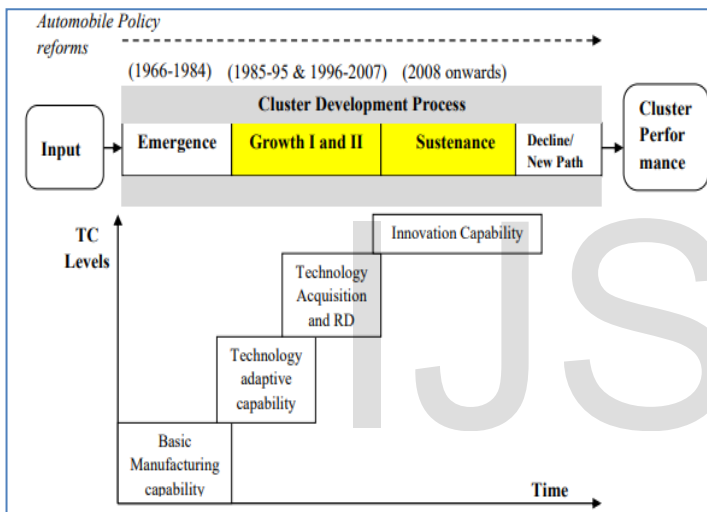 Automobile Policy
reforms
(1966-1984) (1985-95 & 1996-2007) (2008 onwards)
Cluster Development Process
Input
Emergence
Growth I and II
Sustenance
Decline/
New Path
Cluster
Perfor
mance
TC
Levels
Innovation Capability
Technology
Acquisition
and RD
Technology
adaptive
capability
Basic
Manufacturing
capability
Time
IJS